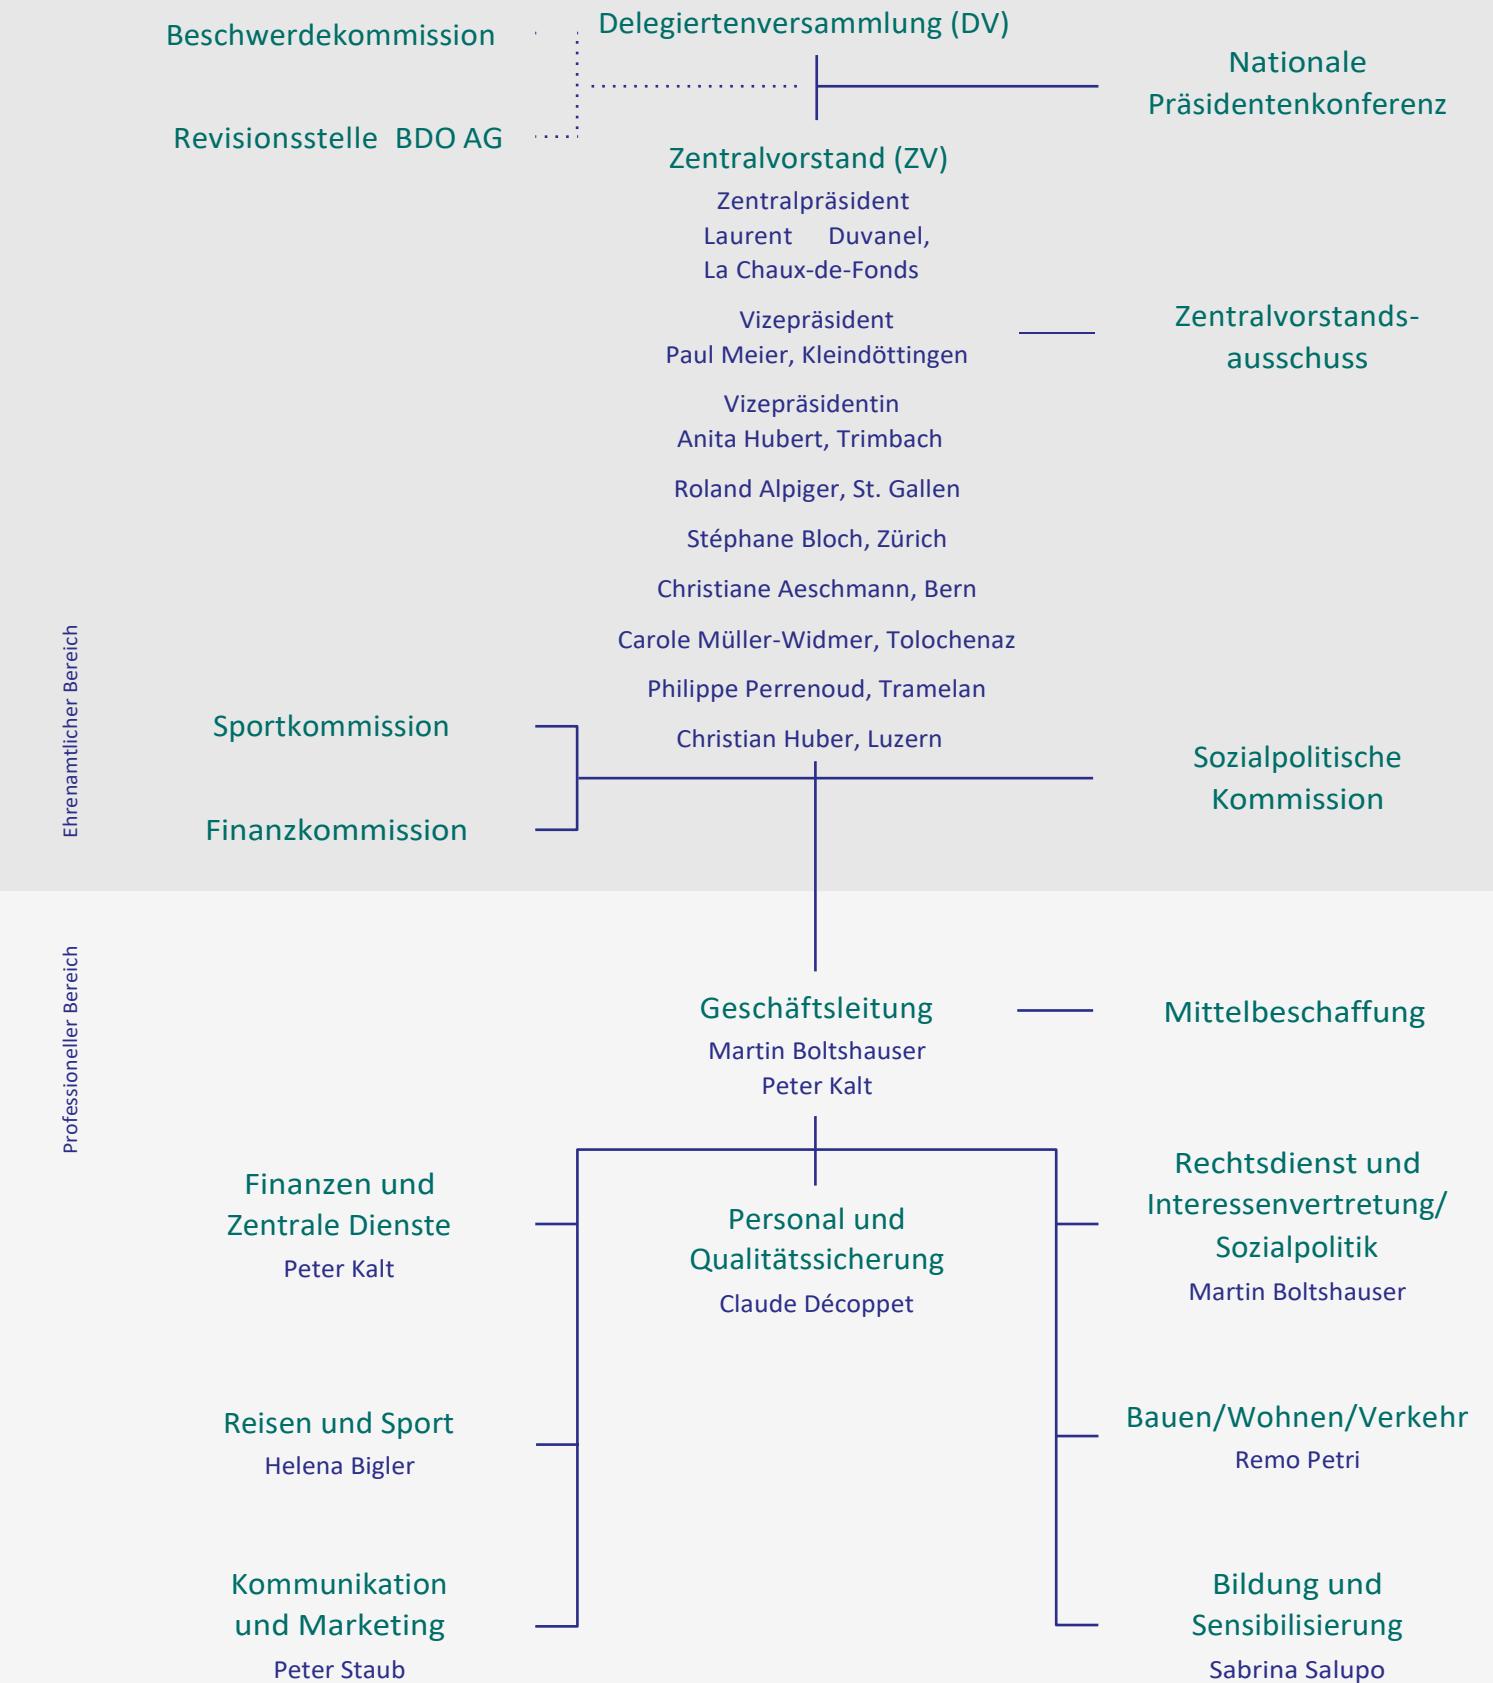 Beschwerdekommission
Delegiertenversammlung (DV)
Nationale
Präsidentenkonferenz
Revisionsstelle BDO AG
Zentralvorstand (ZV)
Zentralpräsident
Laurent Duvanel,
La Chaux-de-Fonds
Vizepräsident
Paul Meier, Kleindöttingen
Zentralvorstands-
ausschuss
Vizepräsidentin
Anita Hubert, Trimbach
Roland Alpiger, St. Gallen
Stéphane Bloch, Zürich
Christiane Aeschmann, Bern
Carole Müller-Widmer, Tolochenaz
Philippe Perrenoud, Tramelan
Christian Huber, Luzern
Ehrenamtlicher Bereich
Sportkommission
Finanzkommission
Sozialpolitische
Kommission
Professioneller Bereich
Geschäftsleitung
Martin Boltshauser
Peter Kalt
Mittelbeschaffung
Finanzen und
Zentrale Dienste
Peter Kalt
Personal und
Qualitätssicherung
Claude Décoppet
Rechtsdienst und
Interessenvertretung/
Sozialpolitik
Martin Boltshauser
Reisen und Sport
Helena Bigler
Bauen/Wohnen/Verkehr
Remo Petri
Kommunikation
und Marketing
Peter Staub
Bildung und
Sensibilisierung
Sabrina Salupo